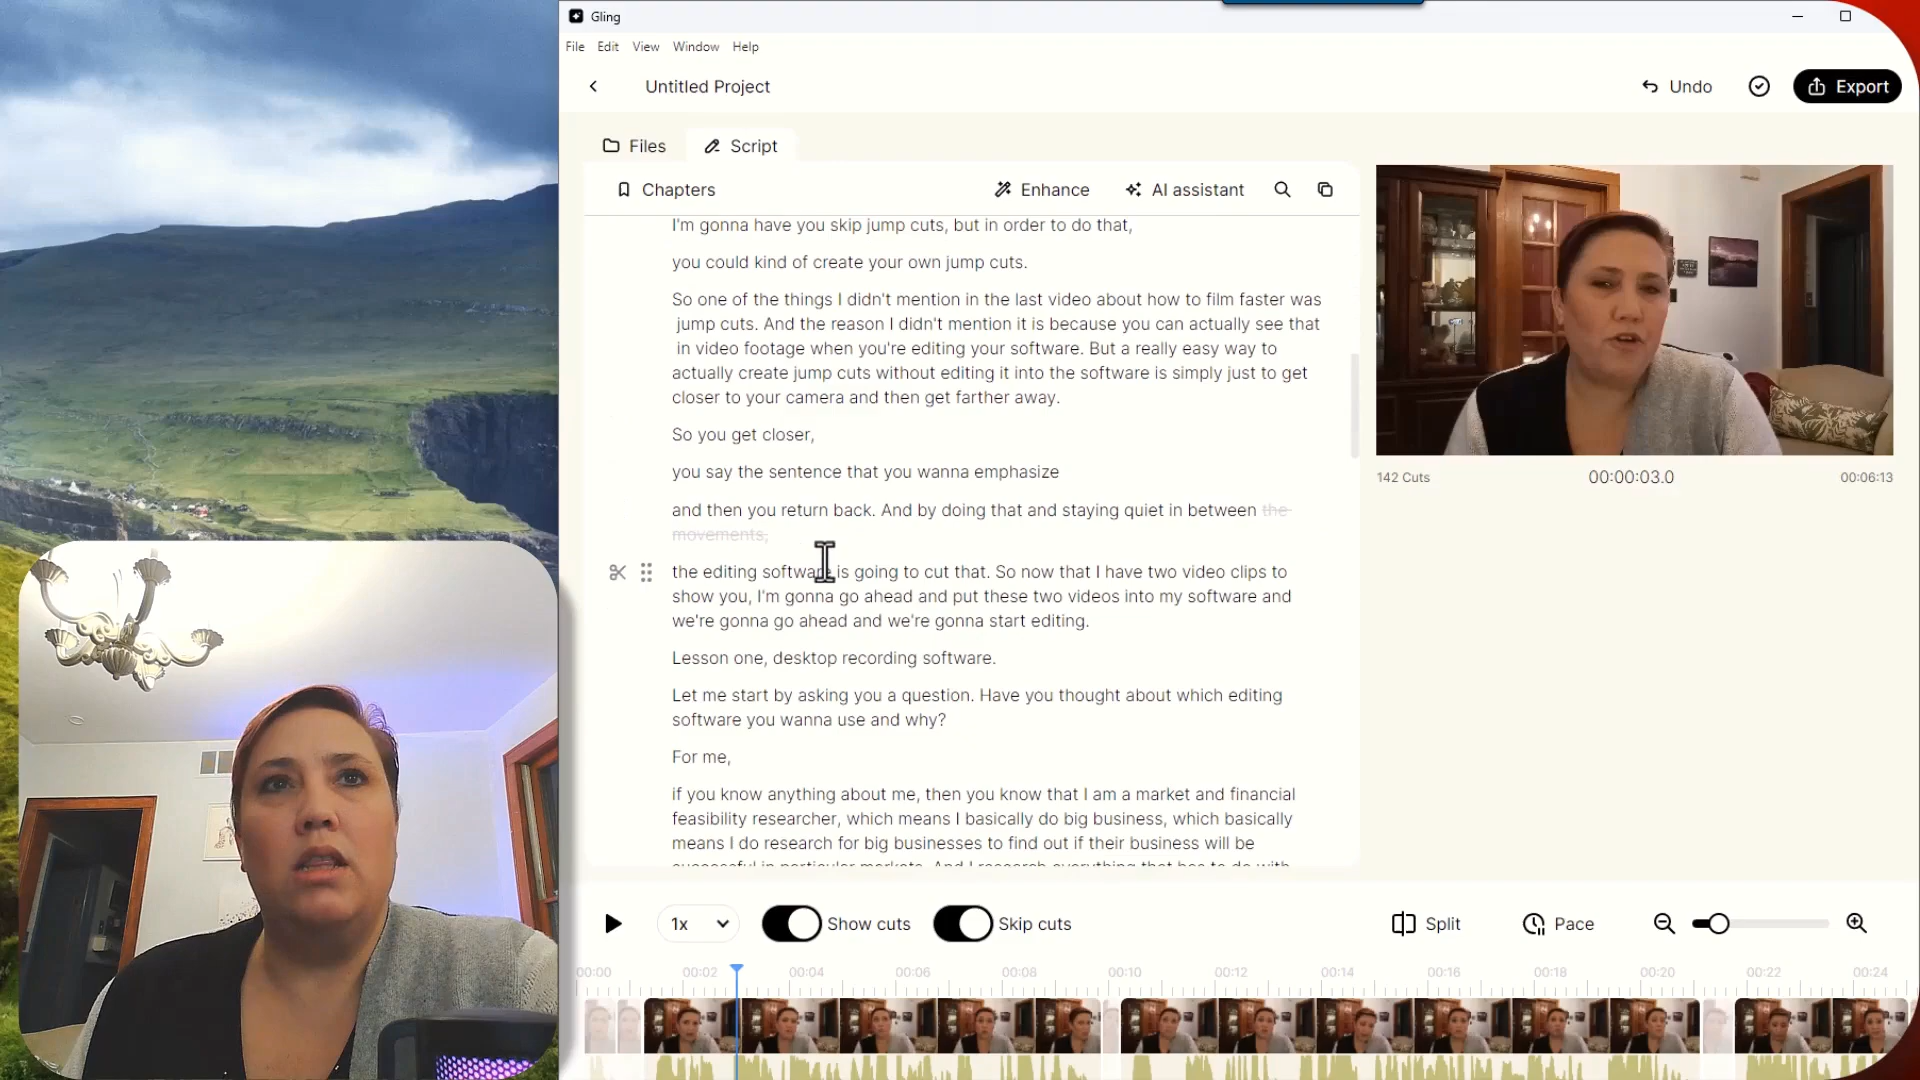 Gling
File Edit View Window Help
Untitled Project
Undo
Export
Files
Script
Chapters
Enhance
AI assistant
I'm gonna have you skip jump cuts, but in order to do that,
you could kind of create your own jump cuts.
So one of the things I didn't mention in the last video about how to film faster was
jump cuts. And the reason I didn't mention it is because you can actually see that
in video footage when you're editing your software. But a really easy way to
actually create jump cuts without editing it into the software is simply just to get
closer to your camera and then get farther away.
So you get closer,
you say the sentence that you wanna emphasize
and then you return back. And by doing that and staying quiet in between the
movements,
the editing software is going to cut that. So now that I have two video clips to
show you, I'm gonna go ahead and put these two videos into my software and
we're gonna go ahead and we're gonna start editing.
Lesson one, desktop recording software.
Let me start by asking you a question. Have you thought about which editing
software you wanna use and why?
For me,
if you know anything about me, then you know that I am a market and financial
feasibility researcher, which means I basically do big business, which basically
means I do research for big businesses to find out if their business will be
successful in particular markets. And I research everything that has to do with
142 Cuts
00:00:03.0
00:06:13
1x
Show cuts
Skip cuts
Split
Pace
00:00 00:02 00:04 00:06 00:08 00:10 00:12 00:14 00:16 00:18 00:20 00:22 00:24